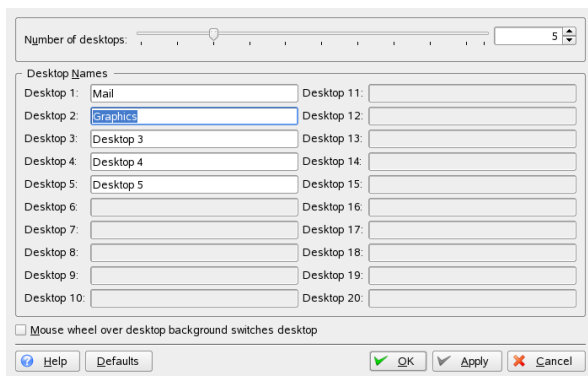 Number of desktops: 5
Desktop Names
Desktop 1: Mail Desktop 11:
Desktop 2: Graphics Desktop 12:
Desktop 3: Desktop 3 Desktop 13:
Desktop 4: Desktop 4 Desktop 14:
Desktop 5: Desktop 5 Desktop 15:
Desktop 6: Desktop 16:
Desktop 7: Desktop 17:
Desktop 8: Desktop 18:
Desktop 9: Desktop 19:
Desktop 10: Desktop 20:
Mouse wheel over desktop background switches desktop
Help Defaults OK Apply Cancel